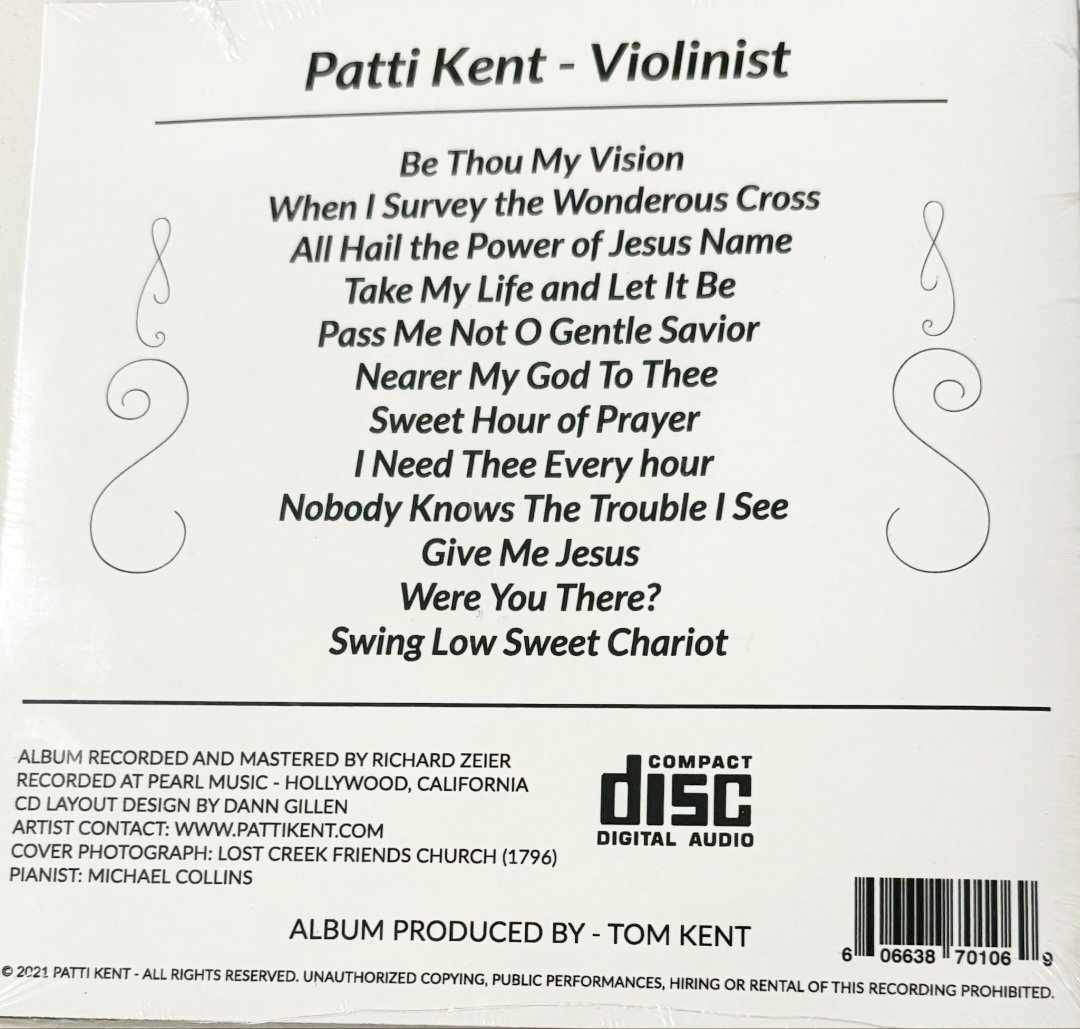 Patti Kent - Violinist
Be Thou My Vision
When I Survey the Wonderous Cross
All Hail the Power of Jesus Name
Take My Life and Let It Be
Pass Me Not O Gentle Savior
Nearer My God To Thee
Sweet Hour of Prayer
I Need Thee Every hour
Nobody Knows The Trouble I See
Give Me Jesus
Were You There?
Swing Low Sweet Chariot
ALBUM RECORDED AND MASTERED BY RICHARD ZEIER
RECORDED AT PEARL MUSIC - HOLLYWOOD, CALIFORNIA
CD LAYOUT DESIGN BY DANN GILLEN
ARTIST CONTACT: WWW.PATTIKENT.COM
COVER PHOTOGRAPH: LOST CREEK FRIENDS CHURCH (1796)
PIANIST: MICHAEL COLLINS
COMPACT
disc
DIGITAL AUDIO
ALBUM PRODUCED BY - TOM KENT
6 06638 70106 9
© 2021 PATTI KENT - ALL RIGHTS RESERVED. UNAUTHORIZED COPYING, PUBLIC PERFORMANCES, HIRING OR RENTAL OF THIS RECORDING PROHIBITED.